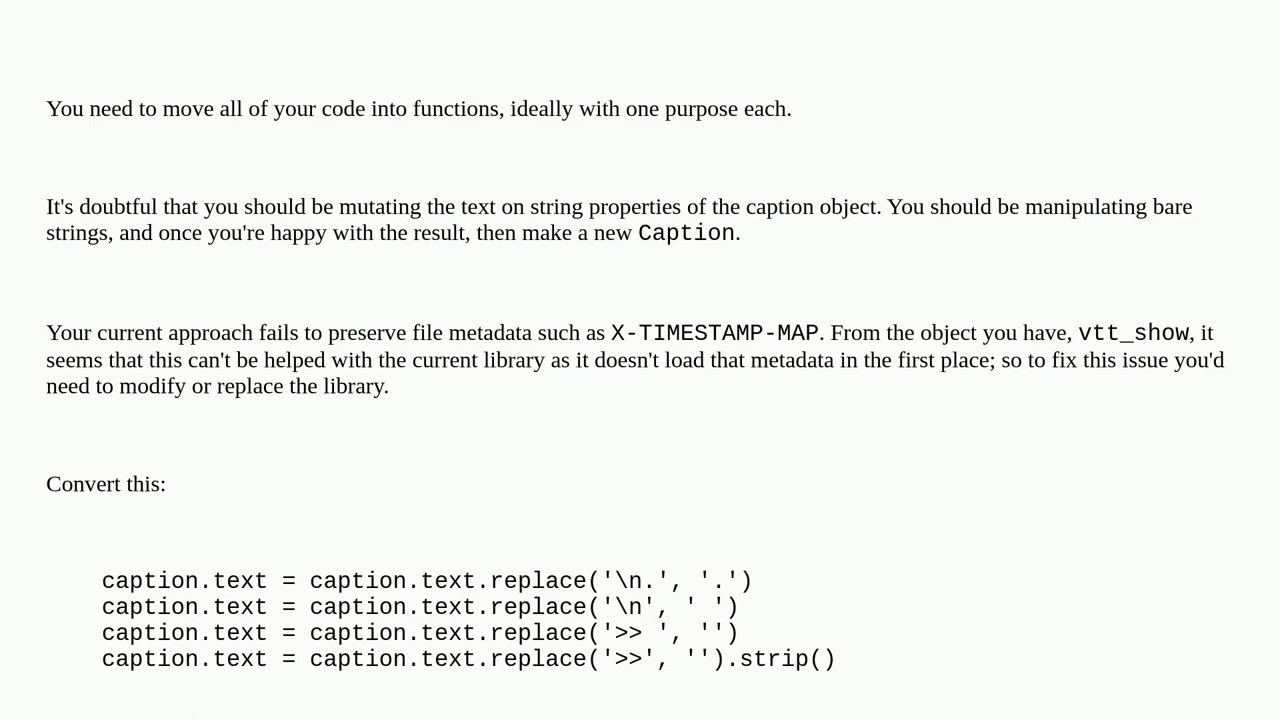 You need to move all of your code into functions, ideally with one purpose each.
It's doubtful that you should be mutating the text on string properties of the caption object. You should be manipulating bare
strings, and once you're happy with the result, then make a new Caption.
Your current approach fails to preserve file metadata such as X-TIMESTAMP-MAP. From the object you have, vtt_show, it
seems that this can't be helped with the current library as it doesn't load that metadata in the first place; so to fix this issue you'd
need to modify or replace the library.
Convert this:
caption.text = caption.text.replace('\n.', '.')
caption.text = caption.text.replace('\n', ' ')
caption.text = caption.text.replace('>> ', '')
caption.text = caption.text.replace('>>', '').strip()